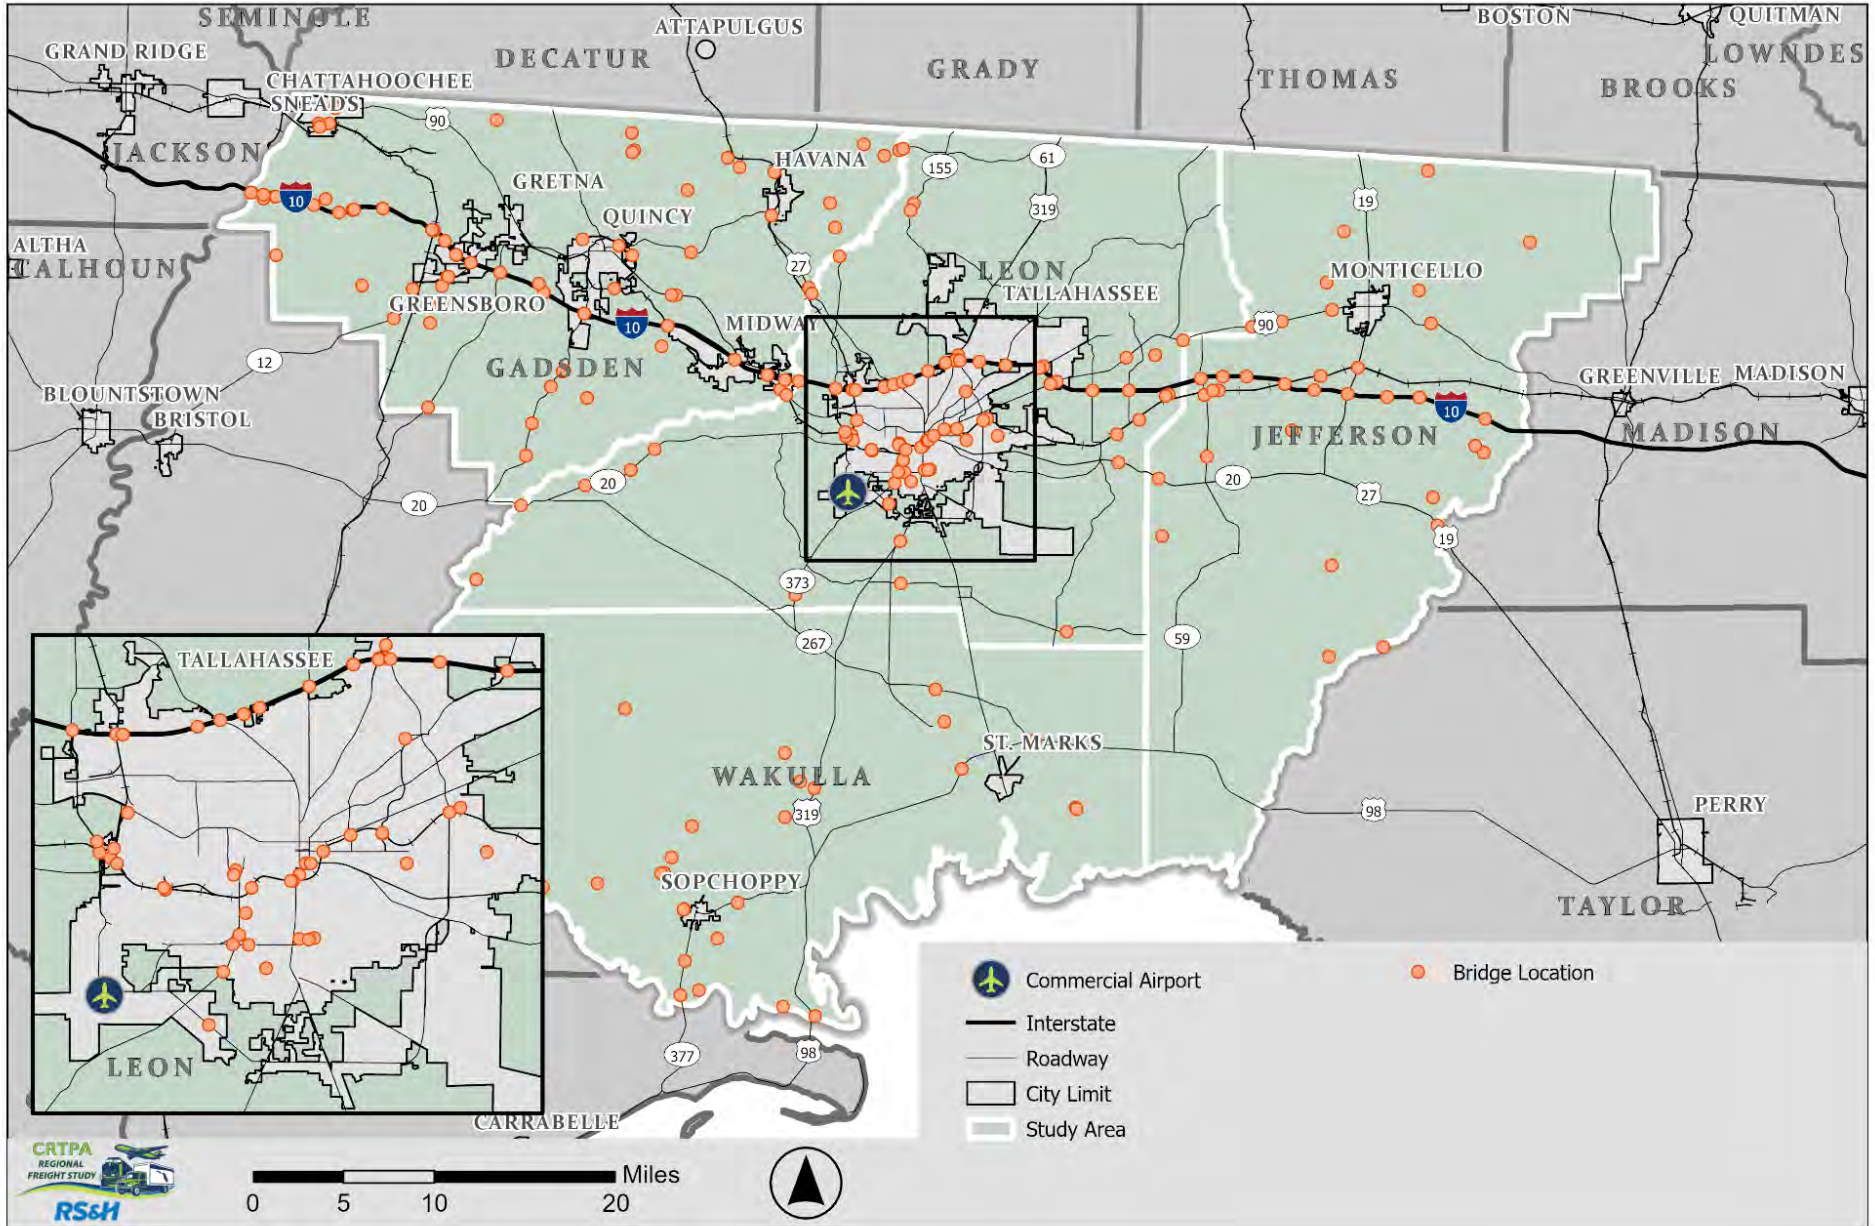 SEMINOLE
ATTAPULGUS
BOSTON
QUITMAN
GRAND RIDGE
DECATUR
GRADY
THOMAS
LOWNDES
BROOKS
CHATTAHOOCHEE
SNEADS
90
JACKSON
HAVANA
155
61
GRETNA
10
19
319
QUINCY
ALTHA
CALHOUN
27
LEON
MONTICELLO
GREENSBORO
TALLAHASSEE
10
MIDWAY
90
12
GADSDEN
BLOUNTSTOWN
GREENVILLE
MADISON
BRISTOL
10
JEFFERSON
MADISON
20
20
20
27
19
373
267
59
TALLAHASSEE
ST. MARKS
WAKULLA
319
98
PERRY
SOPCHOPPY
TAYLOR
LEON
377
98
CARRABELLE
Commercial Airport
Bridge Location
Interstate
Roadway
City Limit
Study Area
CRTPA
REGIONAL
FREIGHT STUDY
RS&H
Miles
0 5 10 20